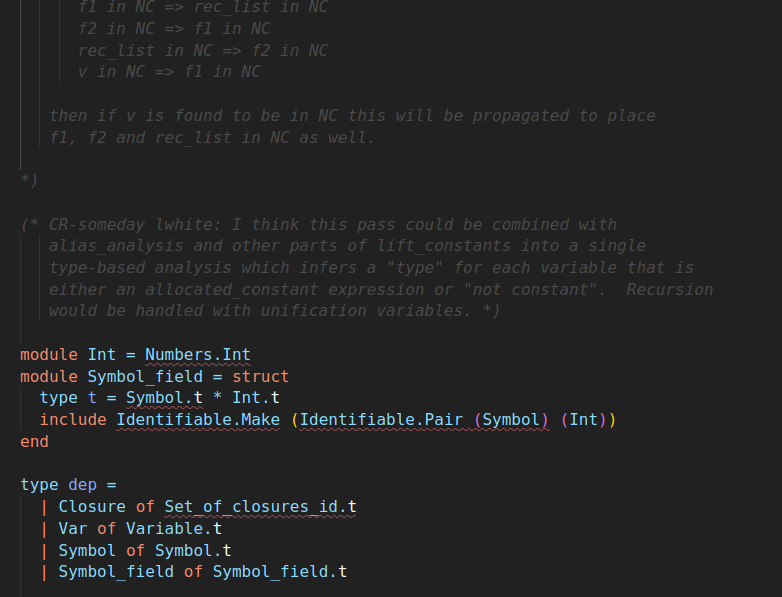 f1 in NC => rec_list in NC
f2 in NC => f1 in NC
rec_list in NC => f2 in NC
v in NC => f1 in NC
then if v is found to be in NC this will be propagated to place
f1, f2 and rec_list in NC as well.
*)
(* CR-someday lwhite: I think this pass could be combined with
alias_analysis and other parts of lift_constants into a single
type-based analysis which infers a "type" for each variable that is
either an allocated_constant expression or "not constant".  Recursion
would be handled with unification variables. *)
module Int = Numbers.Int
module Symbol_field = struct
  type t = Symbol.t * Int.t
  include Identifiable.Make (Identifiable.Pair (Symbol) (Int))
end
type dep =
  | Closure of Set_of_closures_id.t
  | Var of Variable.t
  | Symbol of Symbol.t
  | Symbol_field of Symbol_field.t